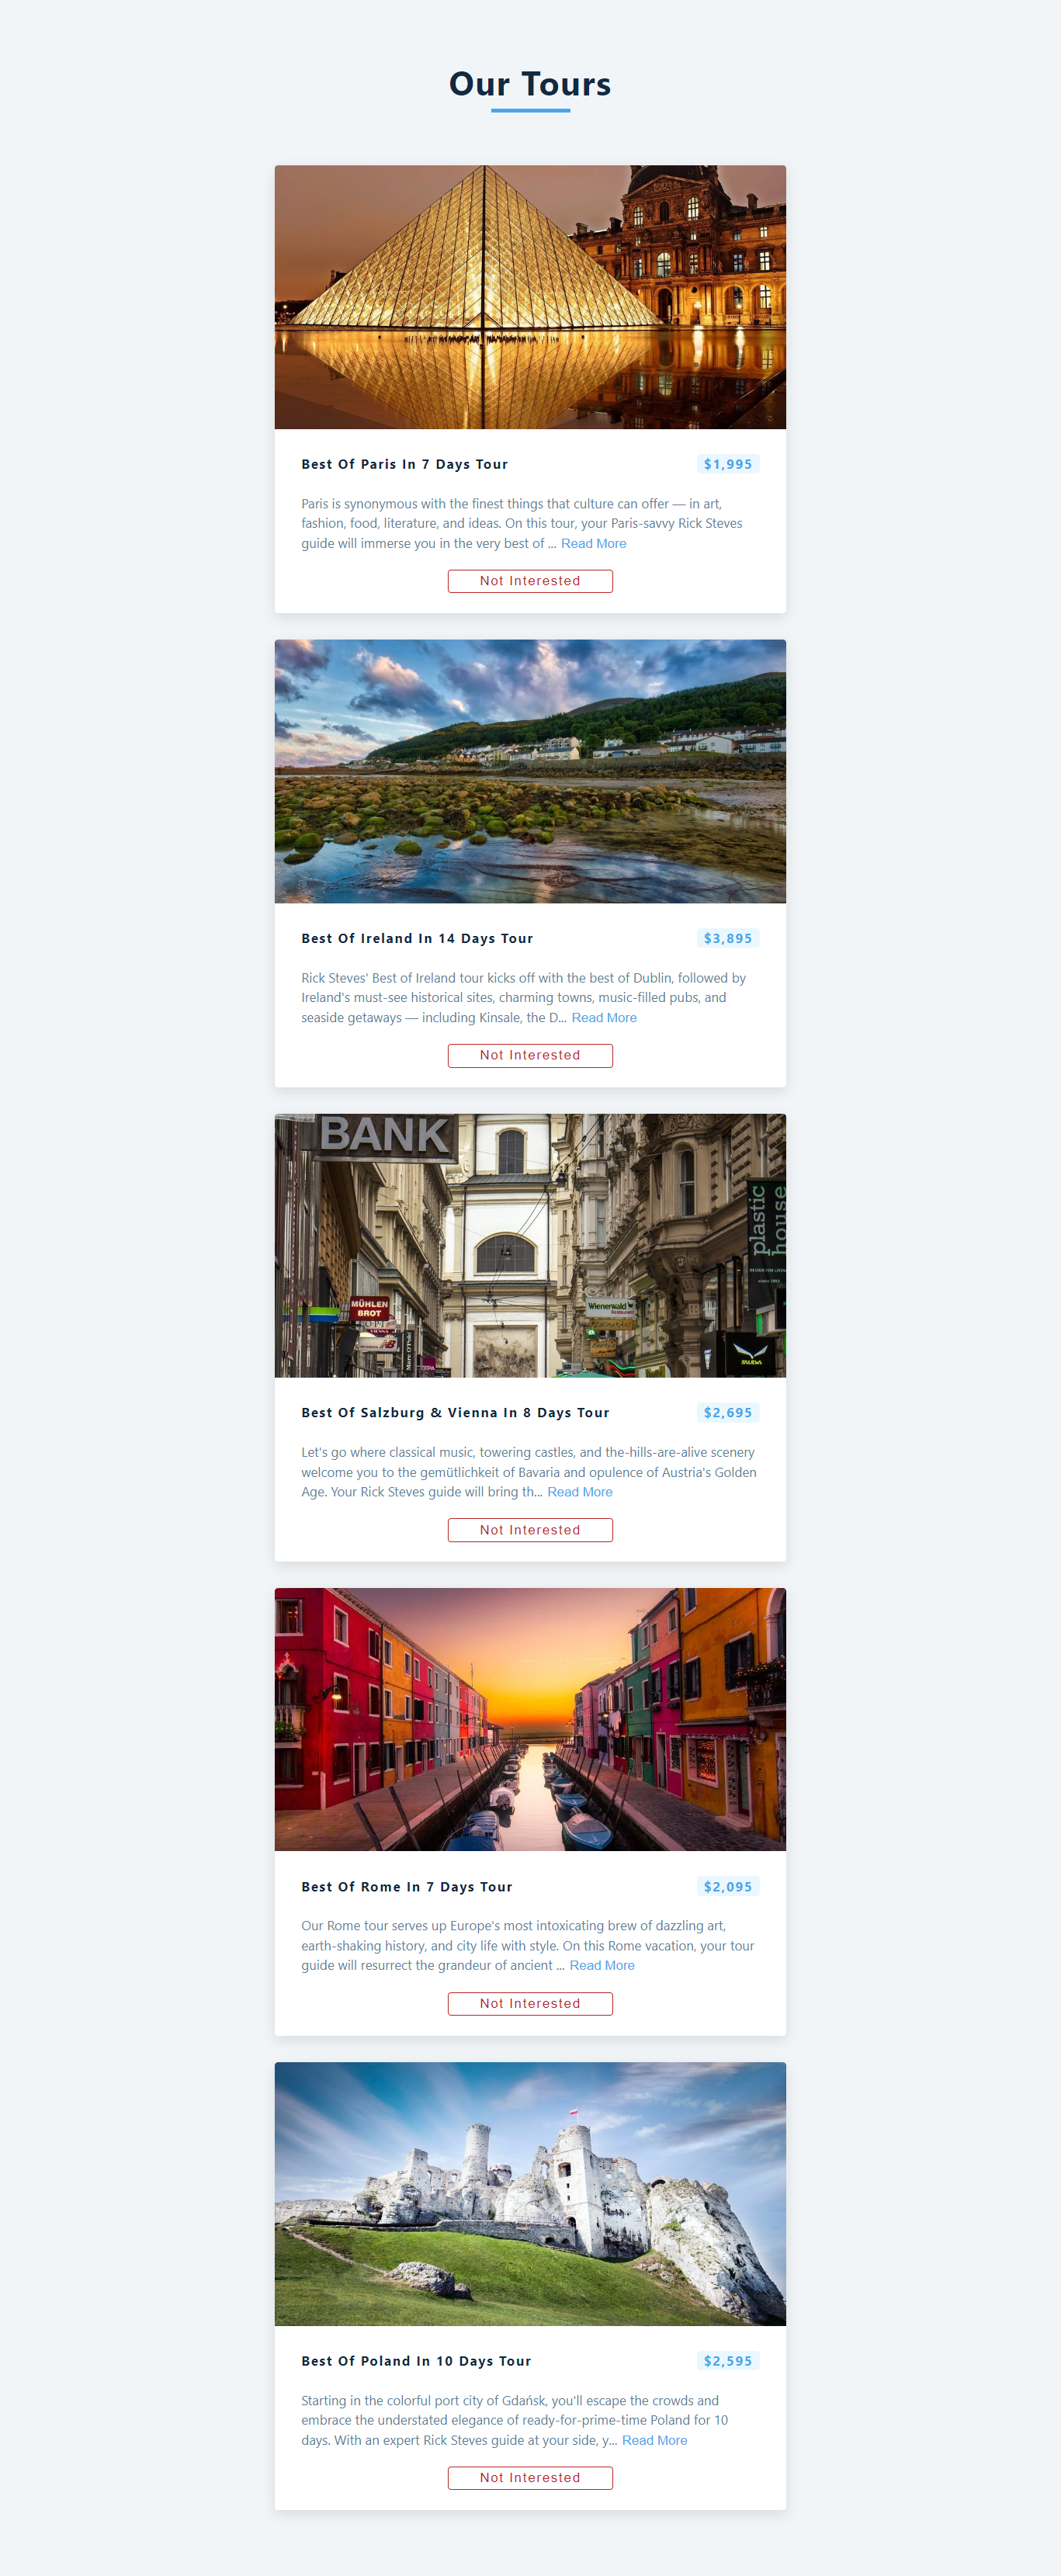 Our Tours
Best Of Paris In 7 Days Tour
$1,995
Paris is synonymous with the finest things that culture can offer — in art,
fashion, food, literature, and ideas. On this tour, your Paris-savvy Rick Steves
guide will immerse you in the very best of ... Read More
Not Interested
Best Of Ireland In 14 Days Tour
$3,895
Rick Steves' Best of Ireland tour kicks off with the best of Dublin, followed by
Ireland's must-see historical sites, charming towns, music-filled pubs, and
seaside getaways — including Kinsale, the D... Read More
Not Interested
BANK
plastic
house
MÜHLEN
BROT
Wienerwald
Restaurant
SALEWA
Best Of Salzburg & Vienna In 8 Days Tour
$2,695
Let's go where classical music, towering castles, and the-hills-are-alive scenery
welcome you to the gemütlichkeit of Bavaria and opulence of Austria's Golden
Age. Your Rick Steves guide will bring th... Read More
Not Interested
Best Of Rome In 7 Days Tour
$2,095
Our Rome tour serves up Europe's most intoxicating brew of dazzling art,
earth-shaking history, and city life with style. On this Rome vacation, your tour
guide will resurrect the grandeur of ancient ... Read More
Not Interested
Best Of Poland In 10 Days Tour
$2,595
Starting in the colorful port city of Gdańsk, you'll escape the crowds and
embrace the understated elegance of ready-for-prime-time Poland for 10
days. With an expert Rick Steves guide at your side, y... Read More
Not Interested